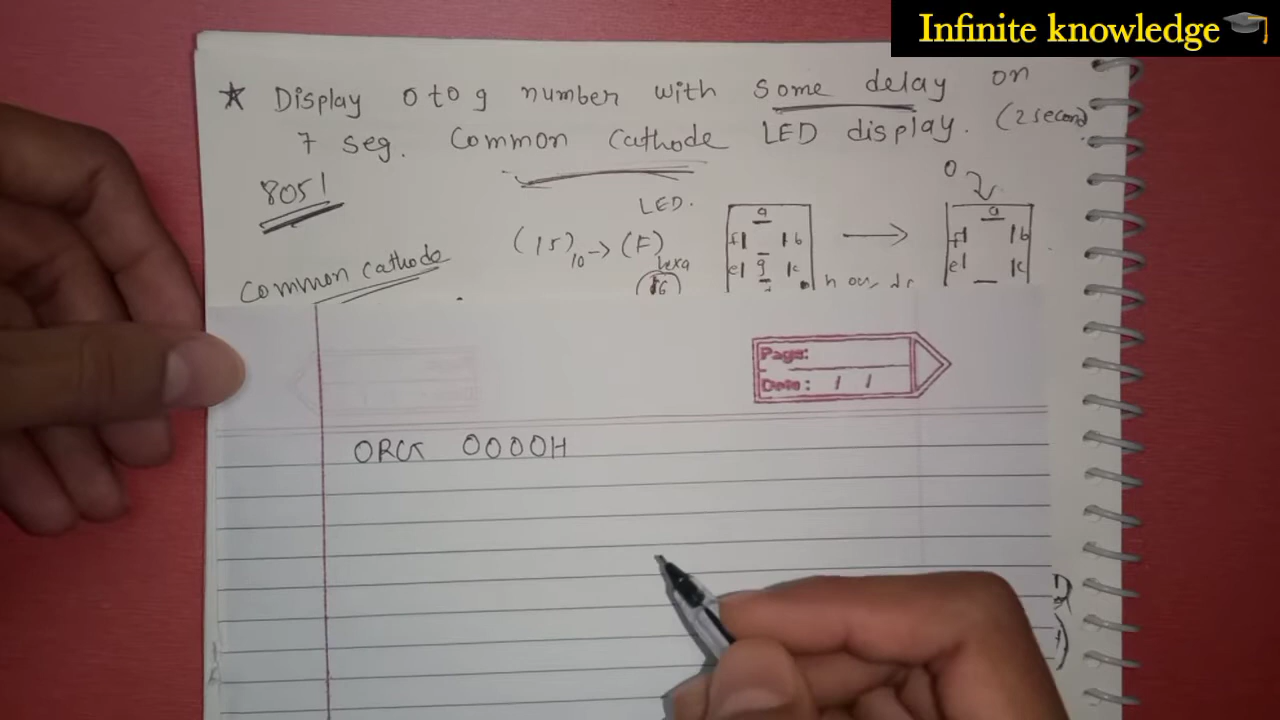 Infinite knowledge
★ Display 0 to 9 number with some delay on
7 seg. Common Cathode LED display. (2 second)
8051
LED.
0
(15)10 → (F)hexa
(16)
a
f b
g
e c
a
f b
e c
Common Cathode
Page:
Date: / /
ORG 0000H